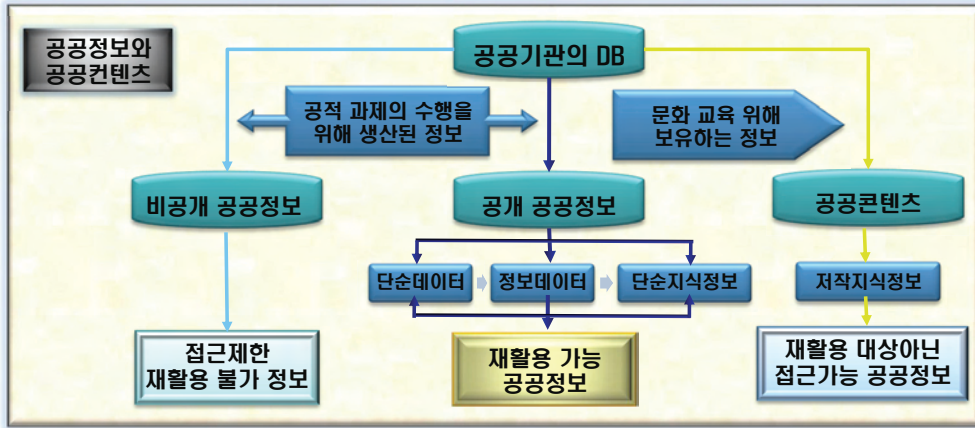 공공정보와
공공컨텐츠
공공기관의 DB
공적 과제의 수행을
위해 생산된 정보
문화 교육 위해
보유하는 정보
비공개 공공정보
공개 공공정보
공공콘텐츠
단순데이터
정보데이터
단순지식정보
저작지식정보
접근제한
재활용 불가 정보
재활용 가능
공공정보
재활용 대상아닌
접근가능 공공정보